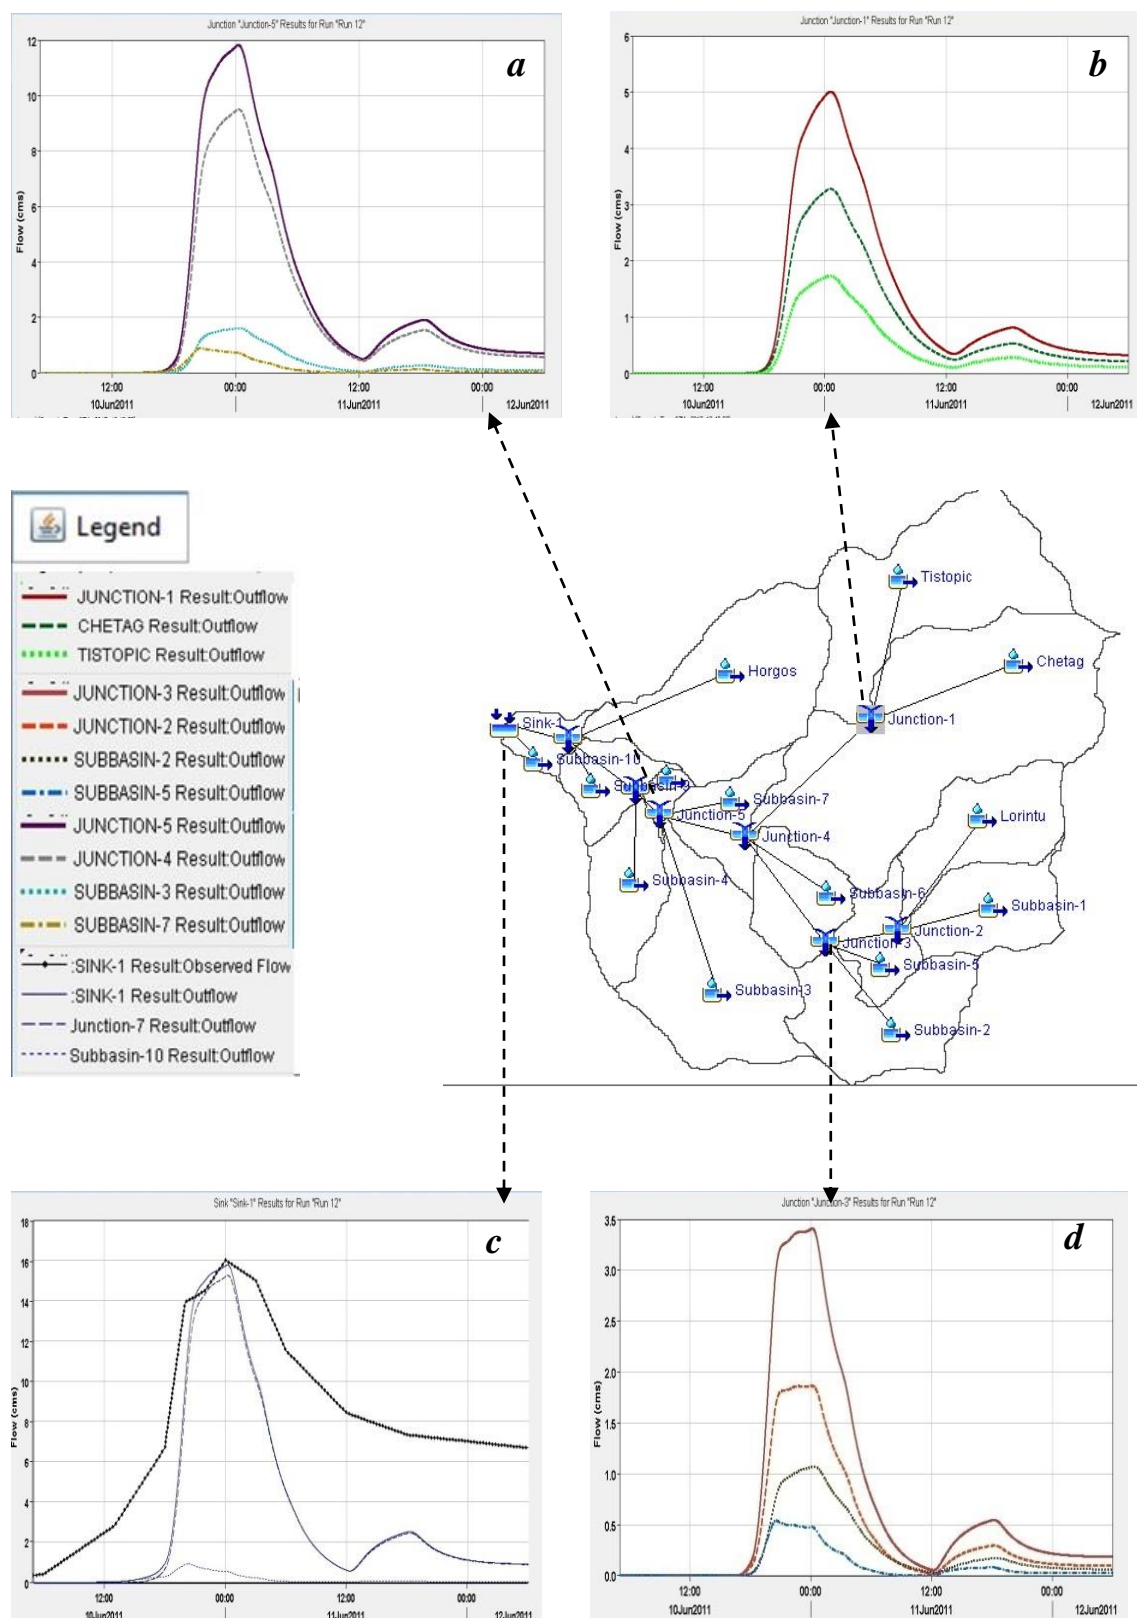 Junction "Junction-5" Results for Run "Run 12"
a
12
10
8
6
4
2
0
Flow (cms)
12:00
00:00
12:00
00:00
10Jun2011
11Jun2011
12Jun2011
Junction "Junction-1" Results for Run "Run 12"
b
6
5
4
3
2
1
0
Flow (cms)
12:00
00:00
12:00
00:00
10Jun2011
11Jun2011
12Jun2011
Legend
JUNCTION-1 Result:Outflow
CHETAG Result:Outflow
TISTOPIC Result:Outflow
JUNCTION-3 Result:Outflow
JUNCTION-2 Result:Outflow
SUBBASIN-2 Result:Outflow
SUBBASIN-5 Result:Outflow
JUNCTION-5 Result:Outflow
JUNCTION-4 Result:Outflow
SUBBASIN-3 Result:Outflow
SUBBASIN-7 Result:Outflow
:SINK-1 Result:Observed Flow
:SINK-1 Result:Outflow
Junction-7 Result:Outflow
Subbasin-10 Result:Outflow
Tistopic
Chetag
Horgos
Junction-1
Sink-1
Subbasin-10
Subbasin-7
Junction-5
Junction-4
Lorintu
Subbasin-4
Subbasin-6
Subbasin-1
Junction-2
Junction-3
Subbasin-5
Subbasin-3
Subbasin-2
Sink "Sink-1" Results for Run "Run 12"
c
18
16
14
12
10
8
6
4
2
0
Flow (cms)
12:00
00:00
12:00
00:00
10Jun2011
11Jun2011
12Jun2011
Junction "Junction-3" Results for Run "Run 12"
d
3.5
3.0
2.5
2.0
1.5
1.0
0.5
0.0
Flow (cms)
12:00
00:00
12:00
00:00
10Jun2011
11Jun2011
12Jun2011